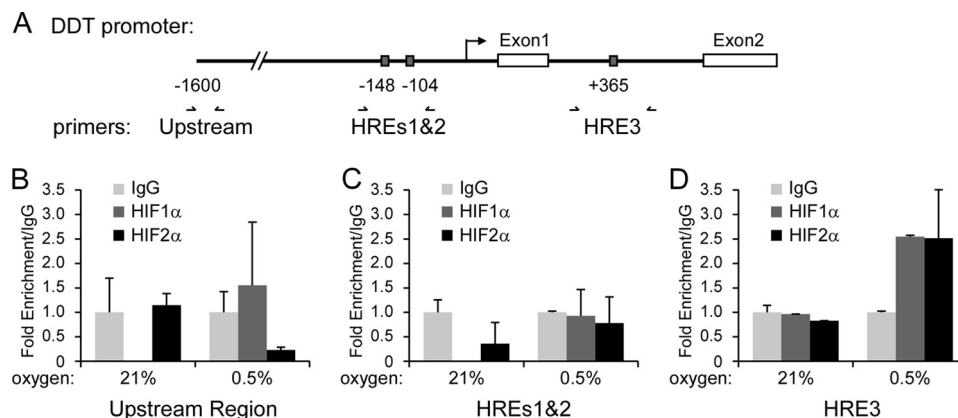 A DDT promoter:
Exon1 Exon2
-1600 -148 -104 +365
primers: Upstream HREs1&2 HRE3
B C D
Fold Enrichment/IgG
3.5
3.0
2.5
2.0
1.5
1.0
0.5
0
IgG
HIF1α
HIF2α
oxygen: 21% 0.5%
Upstream Region
Fold Enrichment/IgG
3.5
3.0
2.5
2.0
1.5
1.0
0.5
0
IgG
HIF1α
HIF2α
21% 0.5%
oxygen:
HREs1&2
Fold Enrichment/IgG
3.5
3.0
2.5
2.0
1.5
1.0
0.5
0
IgG
HIF1α
HIF2α
oxygen: 21% 0.5%
HRE3